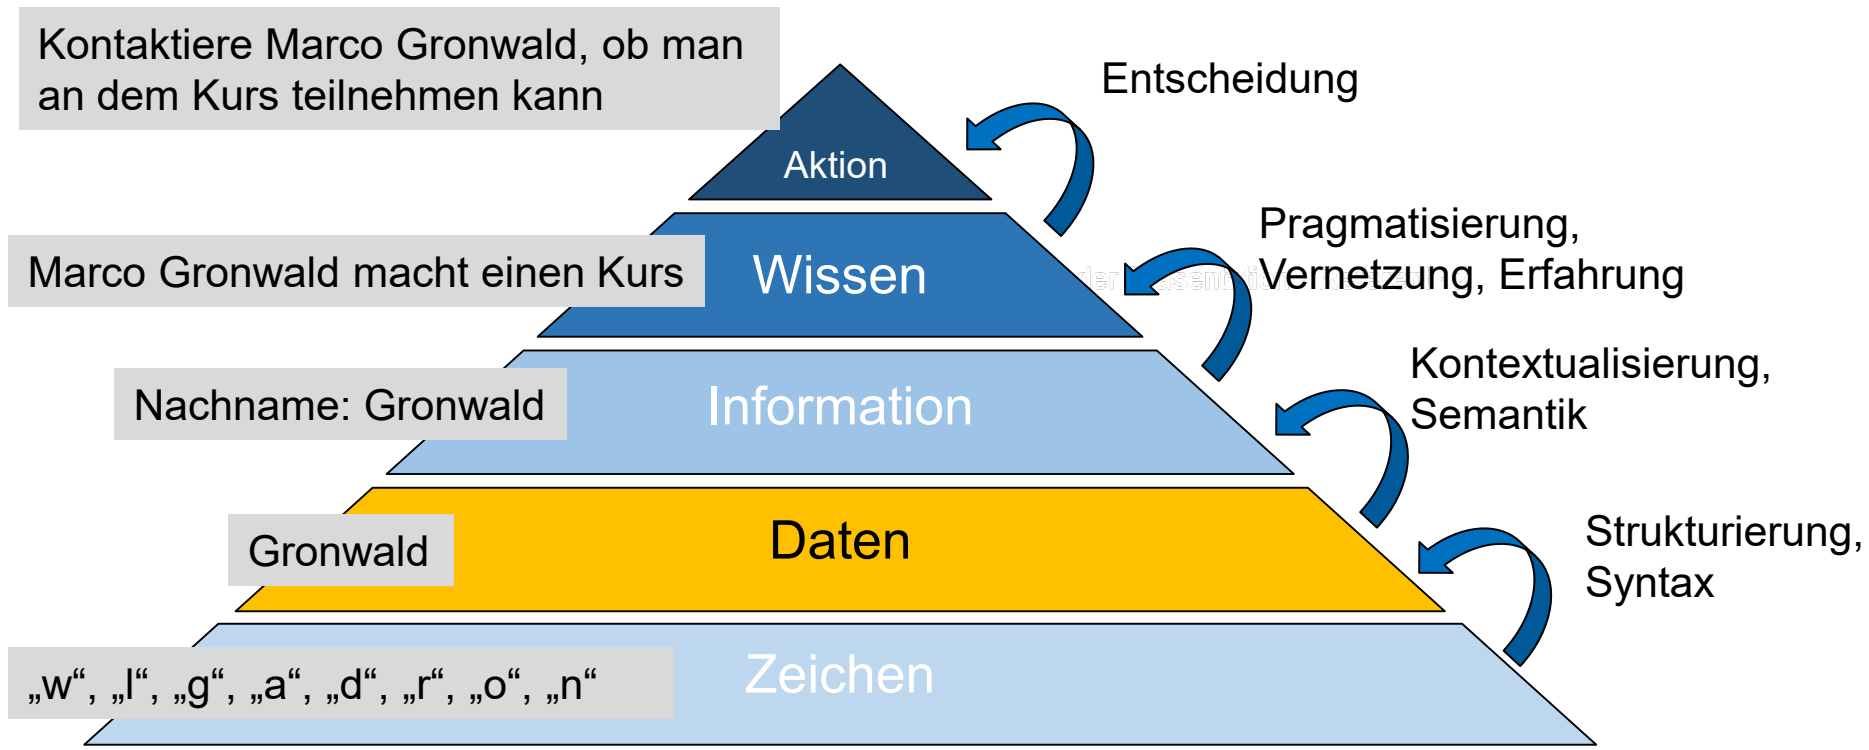 Kontaktiere Marco Gronwald, ob man
an dem Kurs teilnehmen kann
Entscheidung
Aktion
Pragmatisierung,
Vernetzung, Erfahrung
Marco Gronwald macht einen Kurs
Wissen
der
Kontextualisierung,
Semantik
Nachname: Gronwald
Information
Strukturierung,
Syntax
Gronwald
Daten
„w“, „l“, „g“, „a“, „d“, „r“, „o“, „n“
Zeichen